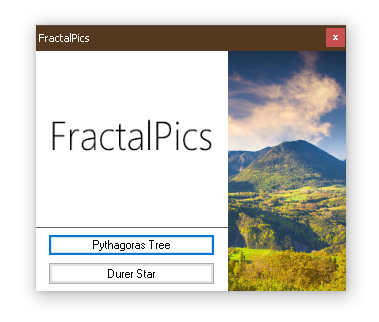 FractalPics
x
FractalPics
Pythagoras Tree
Durer Star